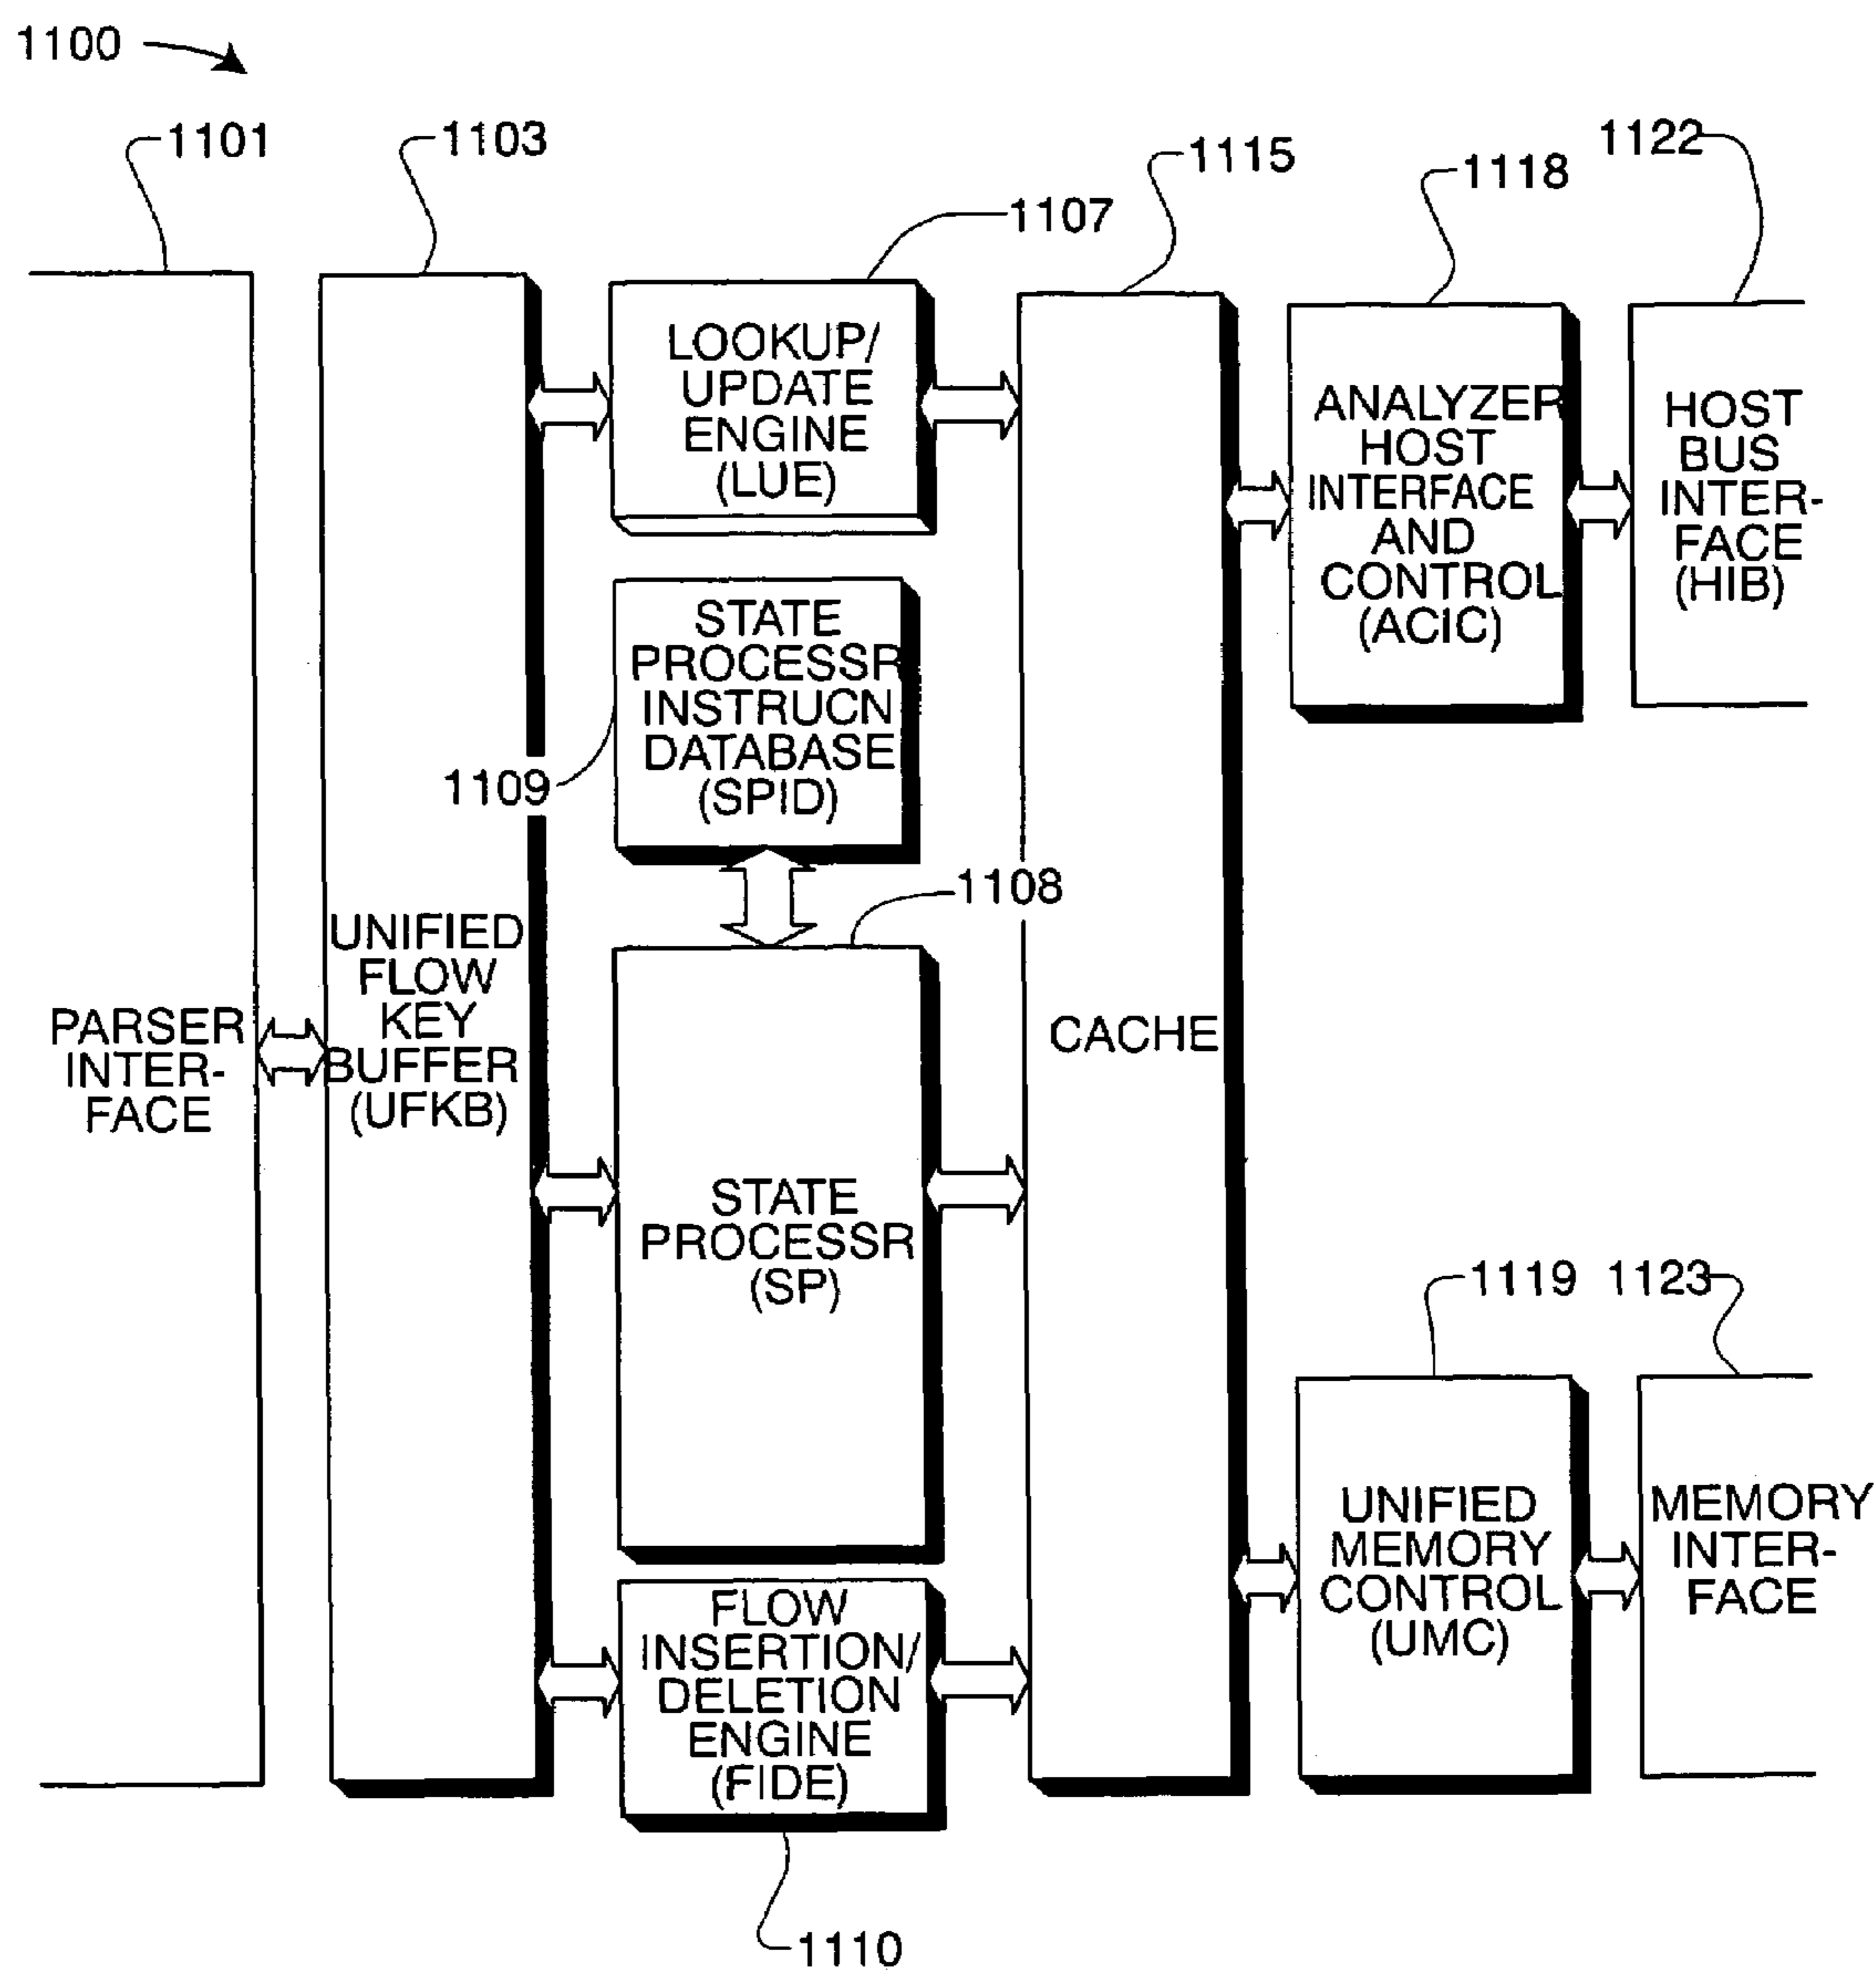 1100
1101
1103
1107
1115
1118
1122
LOOKUP/
UPDATE
ENGINE
(LUE)
STATE
PROCESSR
INSTRUCN
DATABASE
(SPID)
1109
1108
UNIFIED
FLOW
KEY
BUFFER
(UFKB)
PARSER
INTER-
FACE
STATE
PROCESSR
(SP)
FLOW
INSERTION/
DELETION
ENGINE
(FIDE)
1110
CACHE
ANALYZER
HOST
INTERFACE
AND
CONTROL
(ACIC)
HOST
BUS
INTER-
FACE
(HIB)
1119
1123
UNIFIED
MEMORY
CONTROL
(UMC)
MEMORY
INTER-
FACE